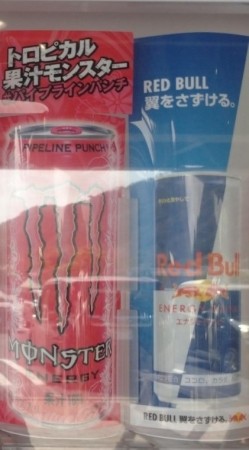 トロピカル
果汁モンスター
#パイプラインパンチ
PIPELINE PUNCH
MONSTER
ENERGY
RED BULL
翼をさずける。
Red Bull
ENERGY
RED BULL 翼をさずける。